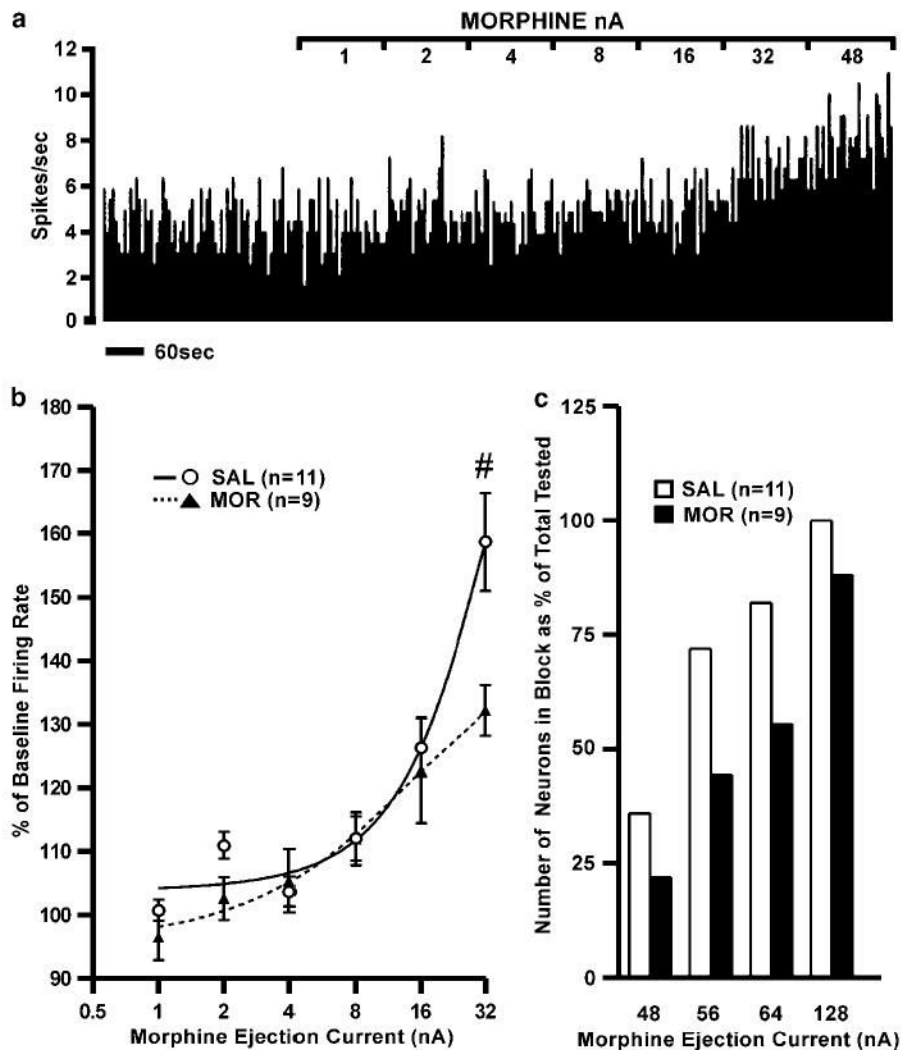 a
MORPHINE nA
1 2 4 8 16 32 48
12
10
8
6
4
2
0
Spikes/sec
60sec
b
180
170
160
150
140
130
120
110
100
90
% of Baseline Firing Rate
SAL (n=11)
MOR (n=9)
#
0.5 1 2 4 8 16 32
Morphine Ejection Current (nA)
c
125
100
75
50
25
0
Number of Neurons in Block as % of Total Tested
SAL (n=11)
MOR (n=9)
48 56 64 128
Morphine Ejection Current (nA)